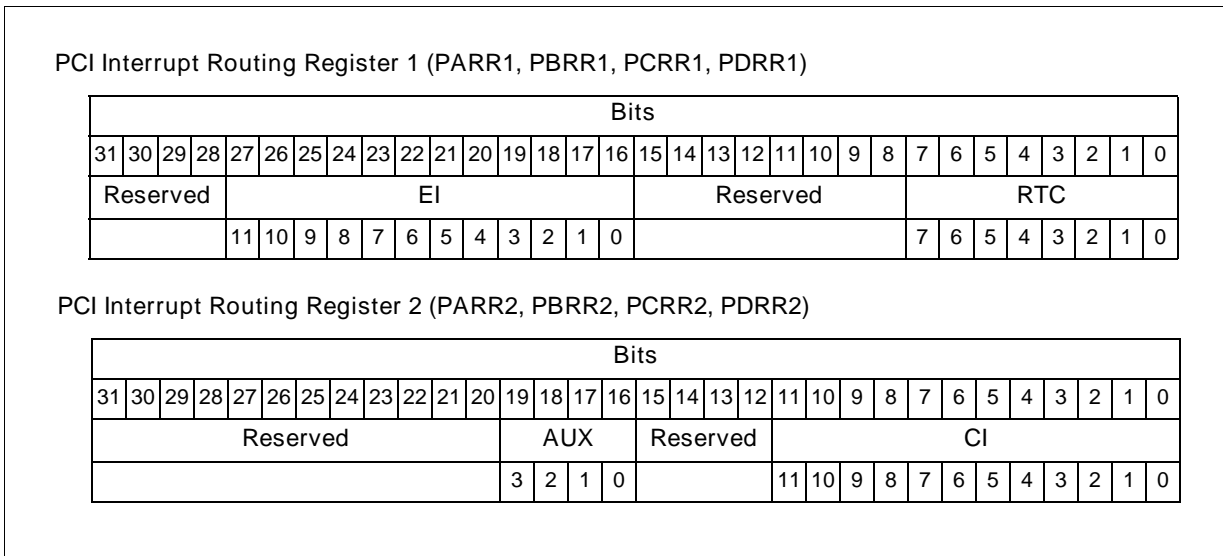 PCI Interrupt Routing Register 1 (PARR1, PBRR1, PCRR1, PDRR1)
Bits
31 30 29 28 27 26 25 24 23 22 21 20 19 18 17 16 15 14 13 12 11 10 9 8 7 6 5 4 3 2 1 0
Reserved EI Reserved RTC
11 10 9 8 7 6 5 4 3 2 1 0 7 6 5 4 3 2 1 0
PCI Interrupt Routing Register 2 (PARR2, PBRR2, PCRR2, PDRR2)
Bits
31 30 29 28 27 26 25 24 23 22 21 20 19 18 17 16 15 14 13 12 11 10 9 8 7 6 5 4 3 2 1 0
Reserved AUX Reserved CI
3 2 1 0 11 10 9 8 7 6 5 4 3 2 1 0